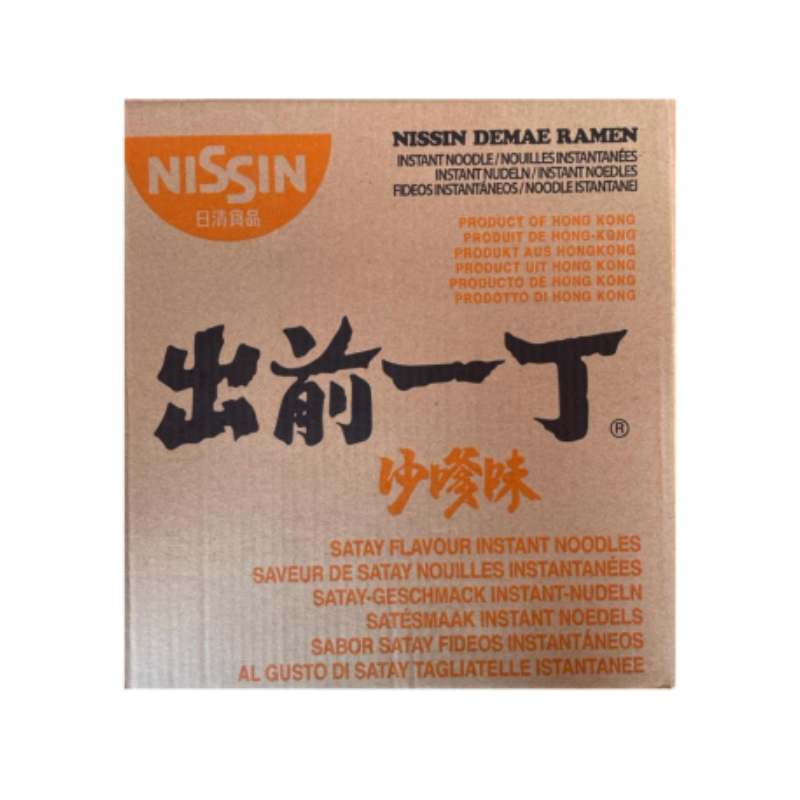 NISSIN
日清食品
NISSIN DEMAE RAMEN
INSTANT NOODLE / NOUILLES INSTANTANÉES
INSTANT NUDELN / INSTANT NOEDLES
FIDEOS INSTANTÁNEOS / NOODLE ISTANTANEI
PRODUCT OF HONG KONG
PRODUIT DE HONG-KONG
PRODUKT AUS HONGKONG
PRODUCT UIT HONG KONG
PRODUCTO DE HONG KONG
PRODOTTO DI HONG KONG
出前一丁®
沙嗲味
SATAY FLAVOUR INSTANT NOODLES
SAVEUR DE SATAY NOUILLES INSTANTANÉES
SATAY-GESCHMACK INSTANT-NUDELN
SATÉSMAAK INSTANT NOEDELS
SABOR SATAY FIDEOS INSTANTÁNEOS
AL GUSTO DI SATAY TAGLIATELLE ISTANTANEE